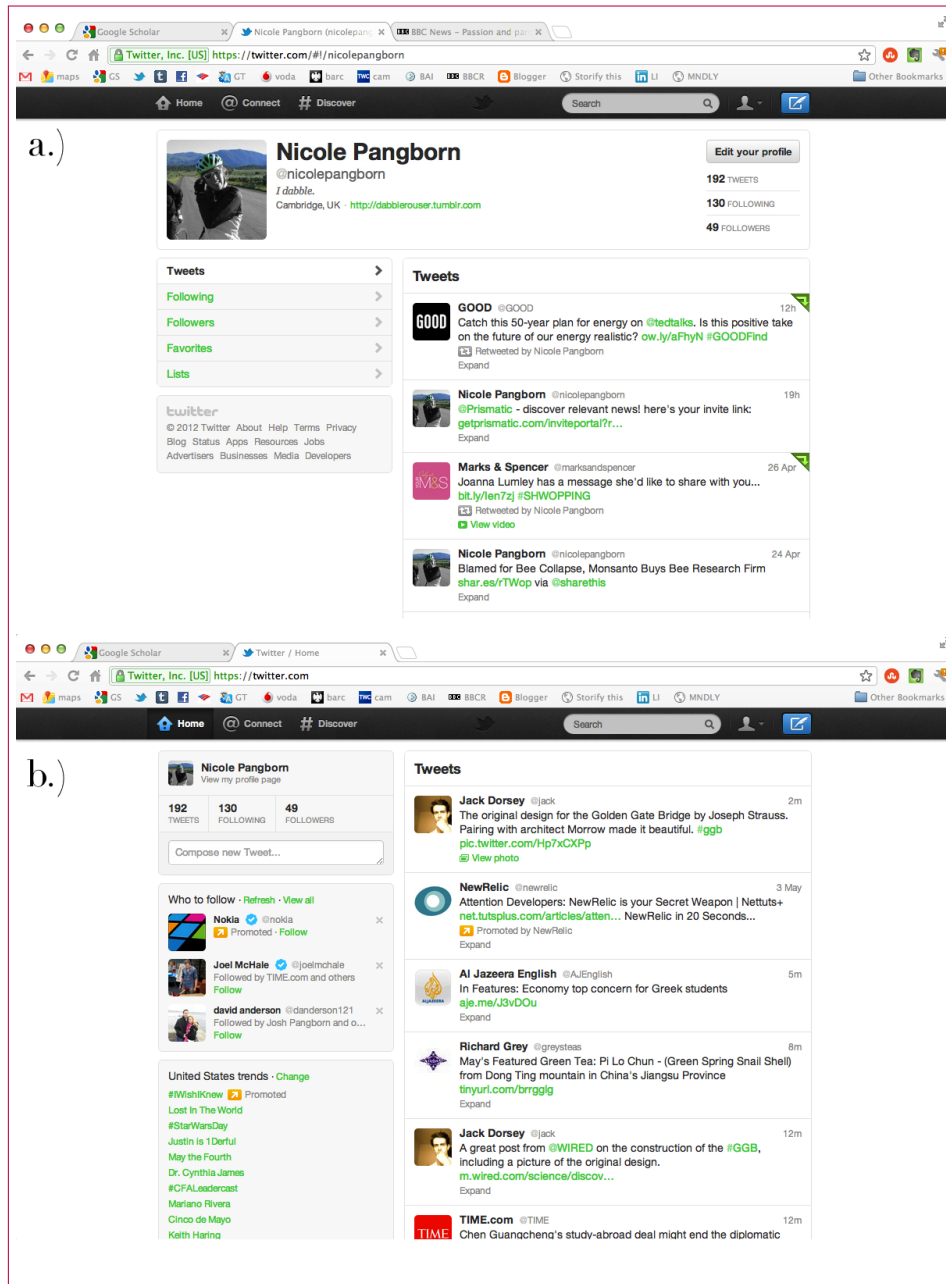 Google Scholar
Nicole Pangborn (nicolepang
BBC News – Passion and pan
Twitter, Inc. [US] https://twitter.com/#!/nicolepangborn
maps GS GT voda barc TWC cam BAI BBC BBCR Blogger Storify this LI MNDLY Other Bookmarks
Home Connect Discover Search
a.)
Nicole Pangborn
@nicolepangborn
I dabble.
Cambridge, UK · http://dabblerouser.tumblr.com
Edit your profile
192 TWEETS
130 FOLLOWING
49 FOLLOWERS
Tweets
Following
Followers
Favorites
Lists
twitter
© 2012 Twitter About Help Terms Privacy
Blog Status Apps Resources Jobs
Advertisers Businesses Media Developers
Tweets
GOOD
GOOD @GOOD 12h
Catch this 50-year plan for energy on @tedtalks. Is this positive take
on the future of our energy realistic? ow.ly/aFhyN #GOODFind
Retweeted by Nicole Pangborn
Expand
Nicole Pangborn @nicolepangborn 19h
@Prismatic - discover relevant news! here's your invite link:
getprismatic.com/inviteportal?r…
Expand
M&S
Marks & Spencer @marksandspencer 26 Apr
Joanna Lumley has a message she'd like to share with you...
bit.ly/Ien7zj #SHWOPPING
Retweeted by Nicole Pangborn
View video
Nicole Pangborn @nicolepangborn 24 Apr
Blamed for Bee Collapse, Monsanto Buys Bee Research Firm
shar.es/rTWop via @sharethis
Expand
Google Scholar
Twitter / Home
Twitter, Inc. [US] https://twitter.com
maps GS GT voda barc TWC cam BAI BBC BBCR Blogger Storify this LI MNDLY Other Bookmarks
Home Connect Discover Search
b.)
Nicole Pangborn
View my profile page
192 130 49
TWEETS FOLLOWING FOLLOWERS
Compose new Tweet...
Who to follow · Refresh · View all
Nokia @nokia
Promoted · Follow
Joel McHale @joelmchale
Followed by TIME.com and others
Follow
david anderson @danderson121
Followed by Josh Pangborn and o…
Follow
United States trends · Change
#IWishIKnew Promoted
Lost In The World
#StarWarsDay
Justin Is 1Derful
May the Fourth
Dr. Cynthia James
#CFALeadercast
Mariano Rivera
Cinco de Mayo
Keith Haring
Tweets
Jack Dorsey @jack 2m
The original design for the Golden Gate Bridge by Joseph Strauss.
Pairing with architect Morrow made it beautiful. #ggb
pic.twitter.com/Hp7xCXPp
View photo
NewRelic @newrelic 3 May
Attention Developers: NewRelic is your Secret Weapon | Nettuts+
net.tutsplus.com/articles/atten… NewRelic in 20 Seconds...
Promoted by NewRelic
Expand
ALJAZEERA
Al Jazeera English @AJEnglish 5m
In Features: Economy top concern for Greek students
aje.me/J3vDOu
Expand
Richard Grey @greysteas 8m
May's Featured Green Tea: Pi Lo Chun - (Green Spring Snail Shell)
from Dong Ting mountain in China's Jiangsu Province
tinyurl.com/brrgglg
Expand
Jack Dorsey @jack 12m
A great post from @WIRED on the construction of the #GGB,
including a picture of the original design.
m.wired.com/science/discov…
Expand
TIME
TIME.com @TIME 12m
Chen Guangcheng's study-abroad deal might end the diplomatic